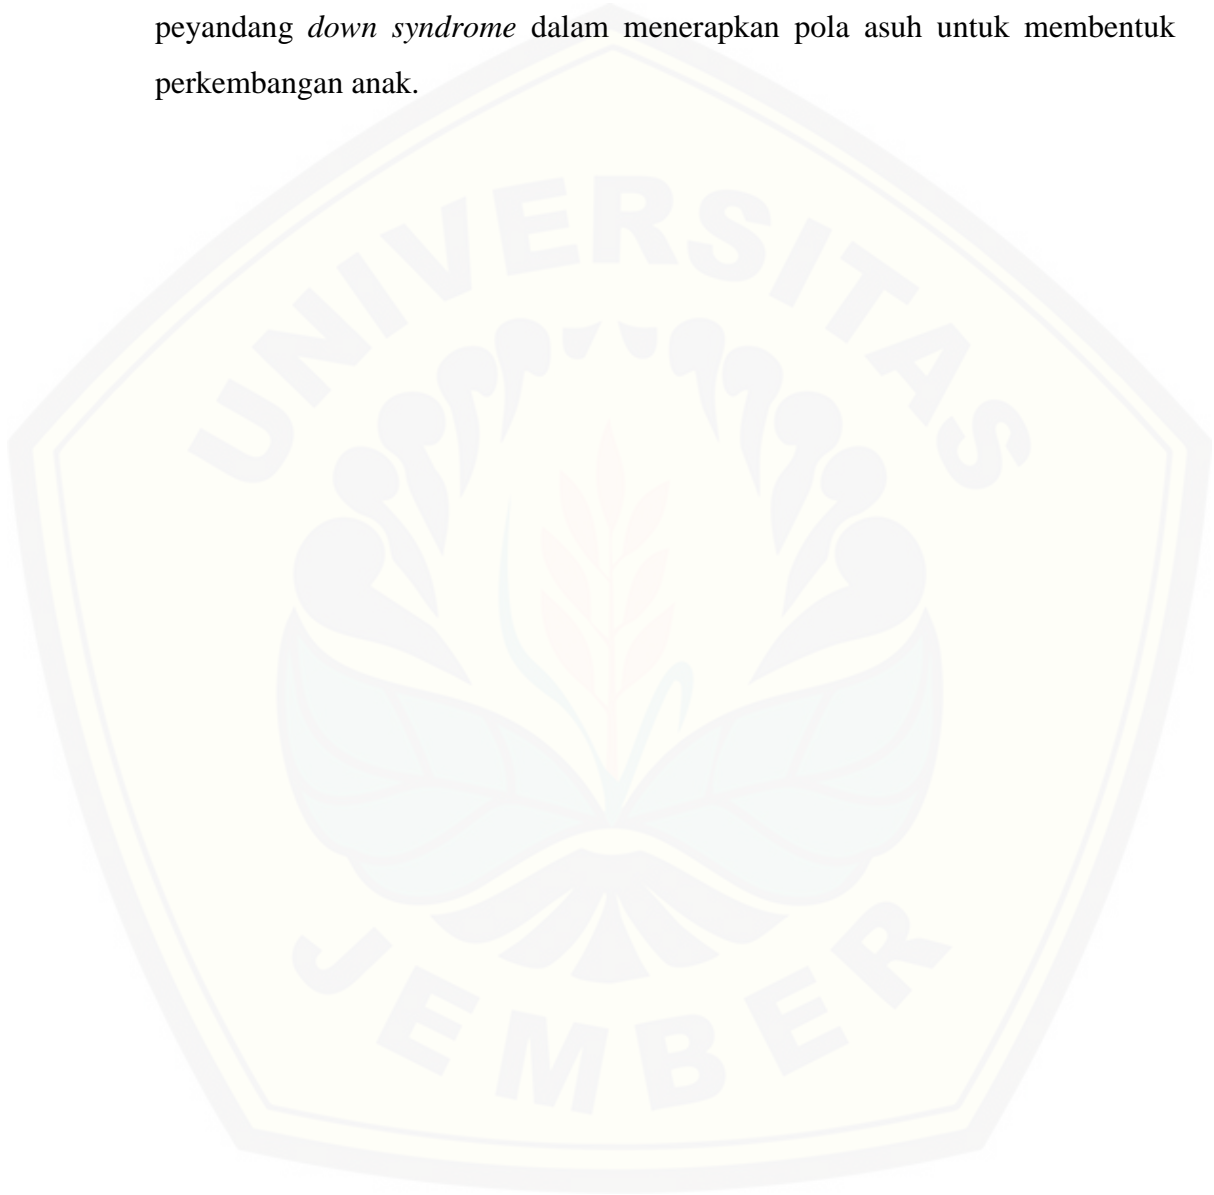 peyandang down syndrome dalam menerapkan pola asuh untuk membentuk
perkembangan anak.
UNIVERSITAS
JEMBER